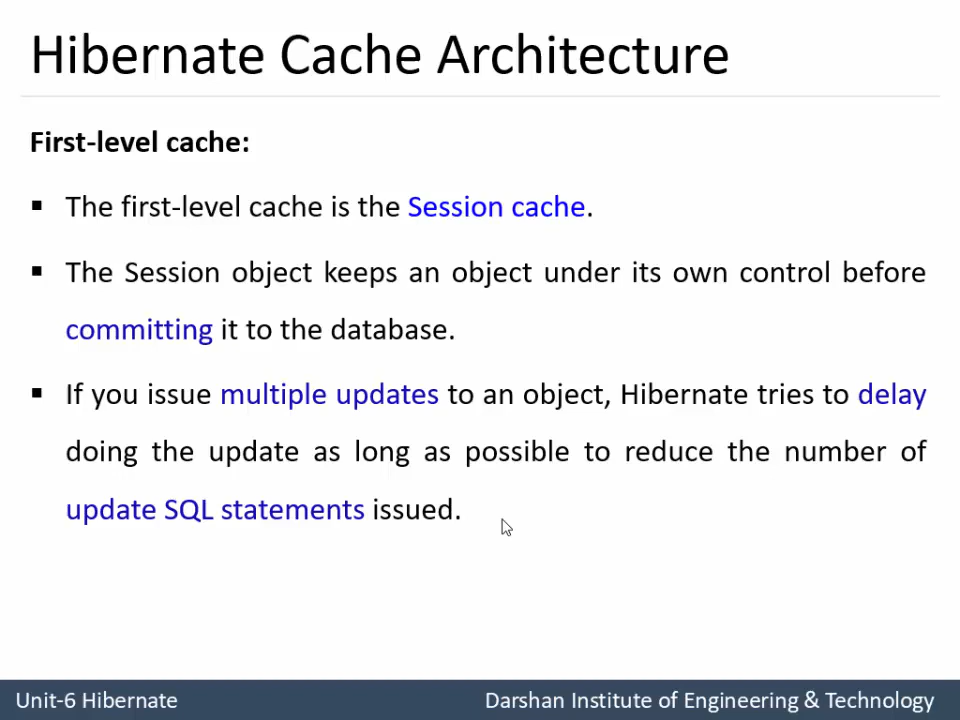 Hibernate Cache Architecture
First-level cache:
▪ The first-level cache is the Session cache.
▪ The Session object keeps an object under its own control before
committing it to the database.
▪ If you issue multiple updates to an object, Hibernate tries to delay
doing the update as long as possible to reduce the number of
update SQL statements issued.
Unit-6 Hibernate
Darshan Institute of Engineering & Technology